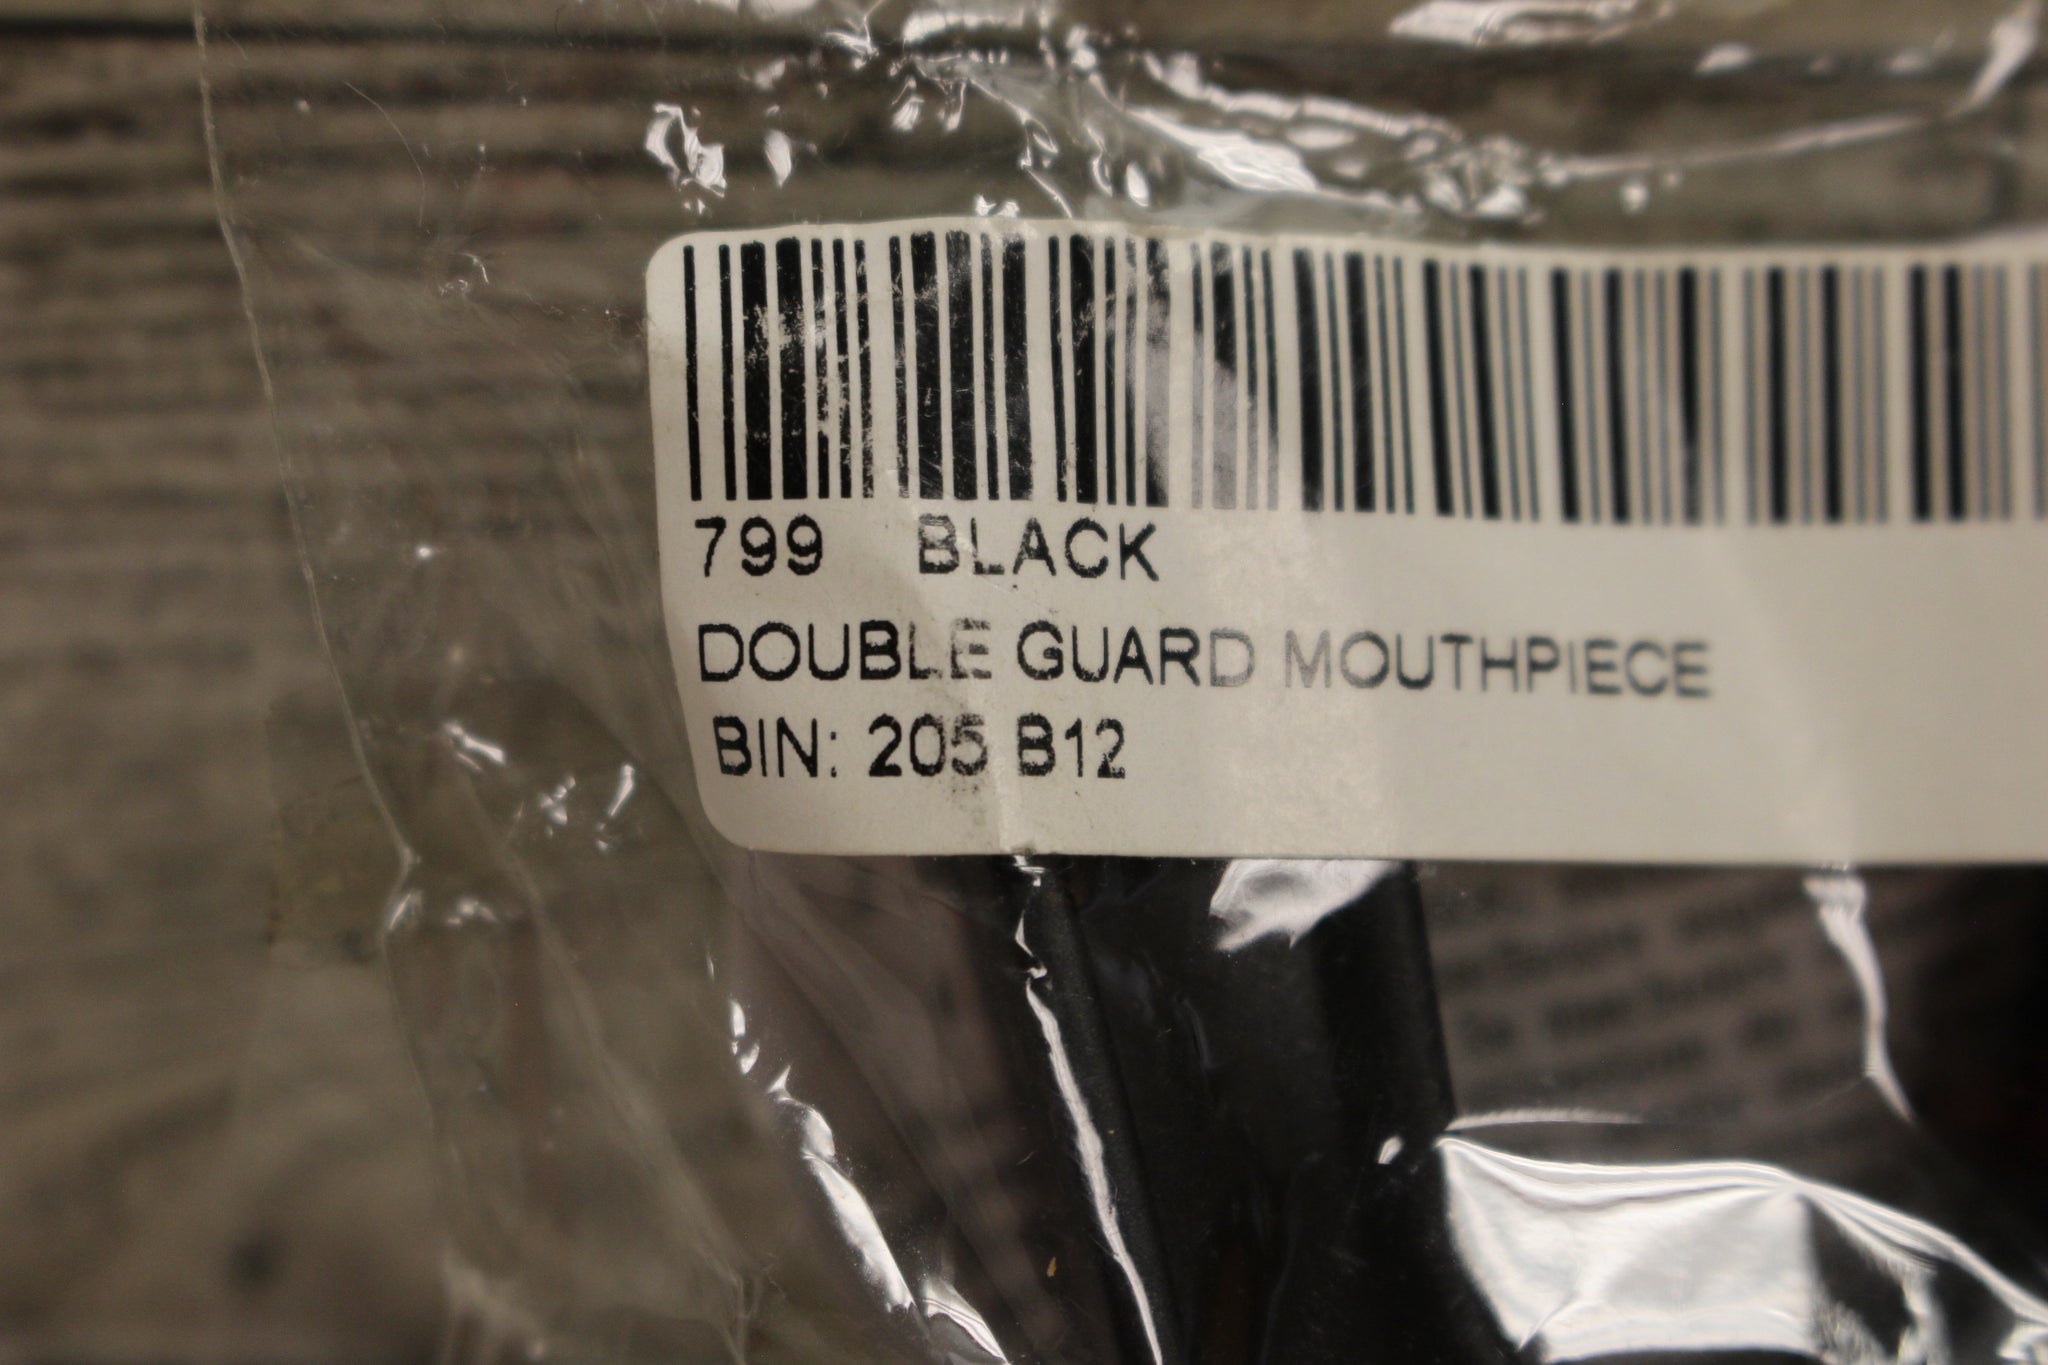 799 BLACK
DOUBLE GUARD MOUTHPIECE
BIN: 205 B12